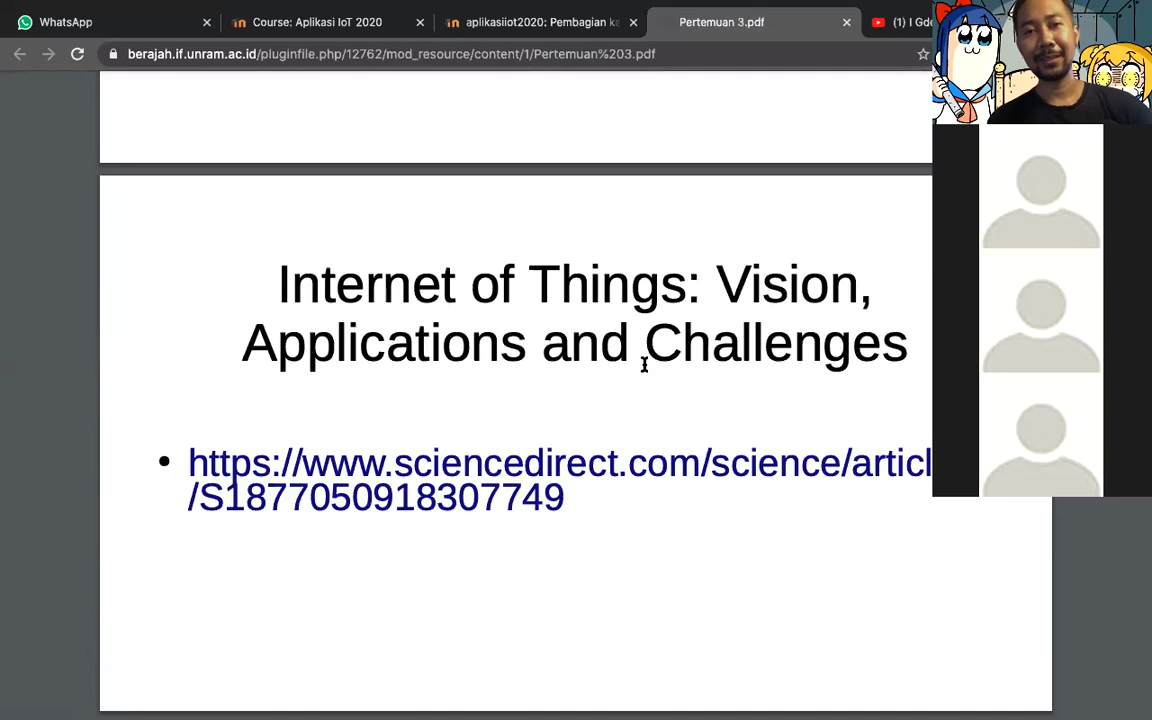 WhatsApp
Course: Aplikasi IoT 2020
aplikasiiot2020: Pembagian ke
Pertemuan 3.pdf
(1) I Gde
berajah.if.unram.ac.id/pluginfile.php/12762/mod_resource/content/1/Pertemuan%203.pdf
Internet of Things: Vision,
Applications and Challenges
• https://www.sciencedirect.com/science/articl
/S1877050918307749